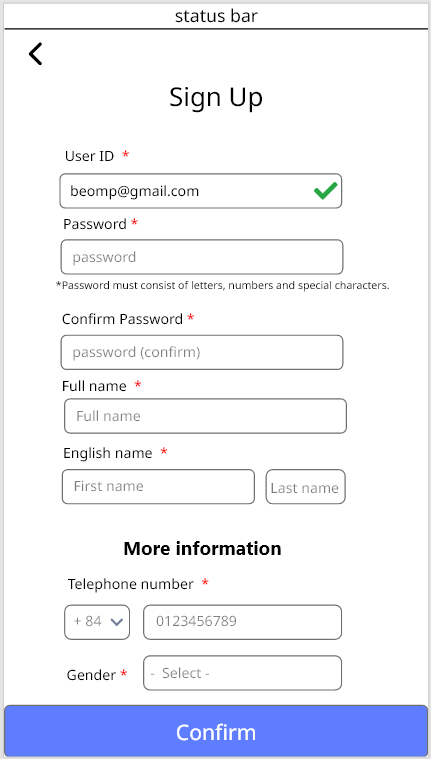 status bar
Sign Up
User ID *
beomp@gmail.com
Password *
password
*Password must consist of letters, numbers and special characters.
Confirm Password *
password (confirm)
Full name *
Full name
English name *
First name Last name
More information
Telephone number *
+ 84 0123456789
Gender * - Select -
Confirm